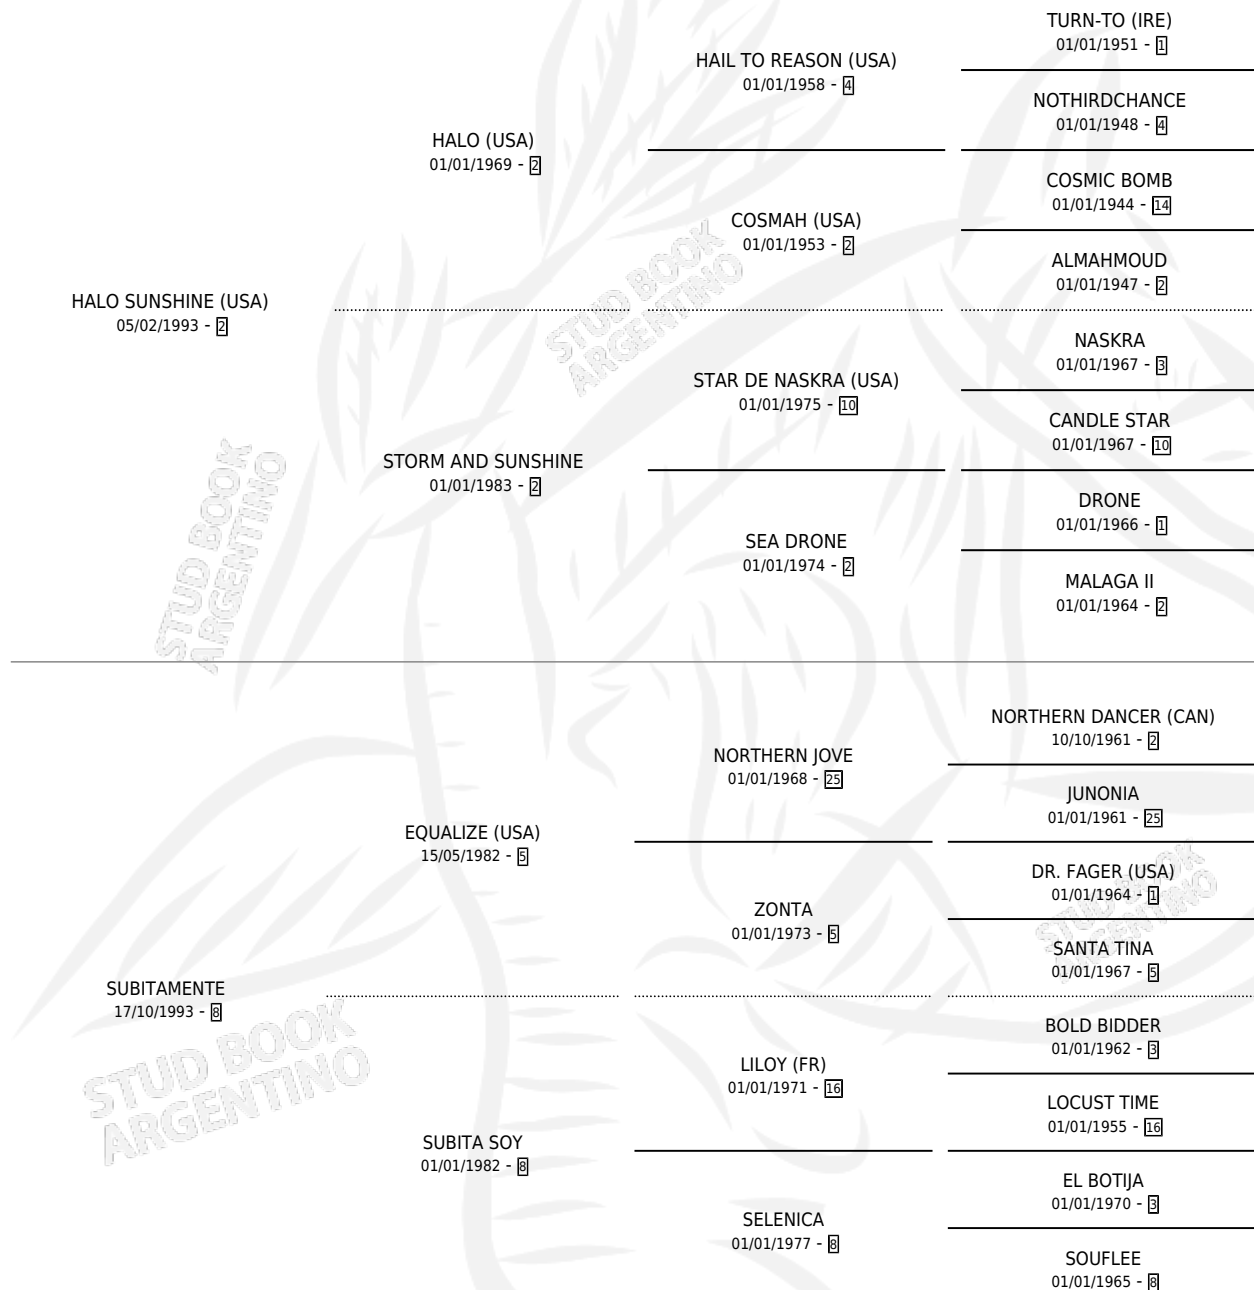 TURN-TO (IRE)
01/01/1951 - 1
HAIL TO REASON (USA)
01/01/1958 - 4
NOTHIRDCHANCE
01/01/1948 - 4
HALO (USA)
01/01/1969 - 2
COSMIC BOMB
01/01/1944 - 14
COSMAH (USA)
01/01/1953 - 2
ALMAHMOUD
01/01/1947 - 2
HALO SUNSHINE (USA)
05/02/1993 - 2
STUD BOOK
ARGENTINO
NASKRA
01/01/1967 - 3
STAR DE NASKRA (USA)
01/01/1975 - 10
CANDLE STAR
01/01/1967 - 10
STORM AND SUNSHINE
01/01/1983 - 2
DRONE
01/01/1966 - 1
SEA DRONE
01/01/1974 - 2
MALAGA II
01/01/1964 - 2
STUD BOOK
ARGENTINO
NORTHERN DANCER (CAN)
10/10/1961 - 2
NORTHERN JOVE
01/01/1968 - 25
JUNONIA
01/01/1961 - 25
EQUALIZE (USA)
15/05/1982 - 5
DR. FAGER (USA)
01/01/1964 - 1
STUD BOOK
ARGENTINO
ZONTA
01/01/1973 - 5
SANTA TINA
01/01/1967 - 5
SUBITAMENTE
17/10/1993 - 8
STUD BOOK
ARGENTINO
BOLD BIDDER
01/01/1962 - 3
LILOY (FR)
01/01/1971 - 16
LOCUST TIME
01/01/1955 - 16
SUBITA SOY
01/01/1982 - 8
EL BOTIJA
01/01/1970 - 3
SELENICA
01/01/1977 - 8
SOUFLEE
01/01/1965 - 8